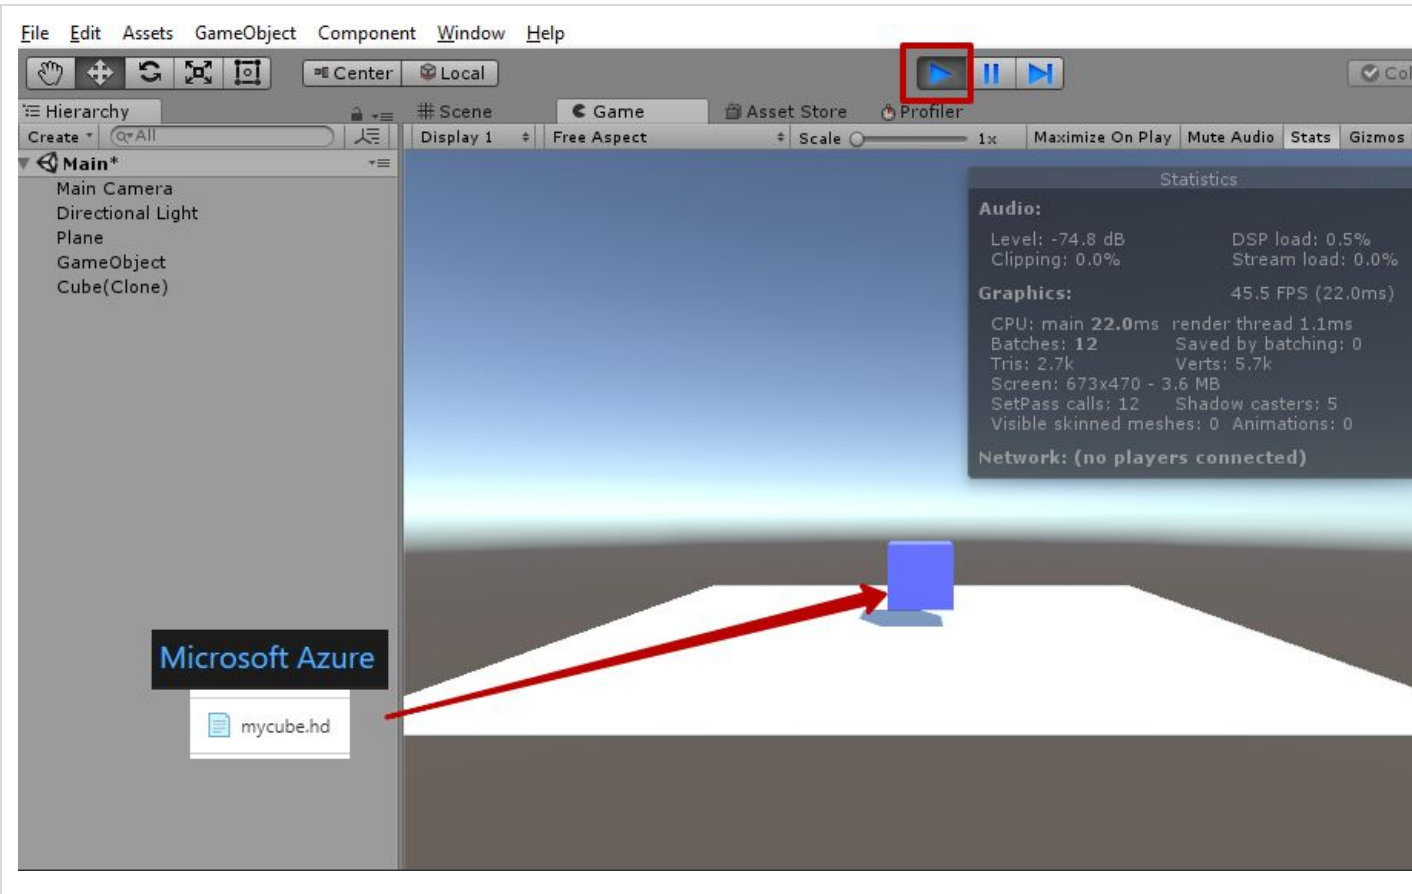 File Edit Assets GameObject Component Window Help
Center Local
Hierarchy
Scene Game Asset Store Profiler
Create All
Display 1 Free Aspect Scale 1x Maximize On Play Mute Audio Stats Gizmos
Main*
Main Camera
Directional Light
Plane
GameObject
Cube(Clone)
Statistics
Audio:
Level: -74.8 dB DSP load: 0.5%
Clipping: 0.0% Stream load: 0.0%
Graphics: 45.5 FPS (22.0ms)
CPU: main 22.0ms render thread 1.1ms
Batches: 12 Saved by batching: 0
Tris: 2.7k Verts: 5.7k
Screen: 673x470 - 3.6 MB
SetPass calls: 12 Shadow casters: 5
Visible skinned meshes: 0 Animations: 0
Network: (no players connected)
Microsoft Azure
mycube.hd